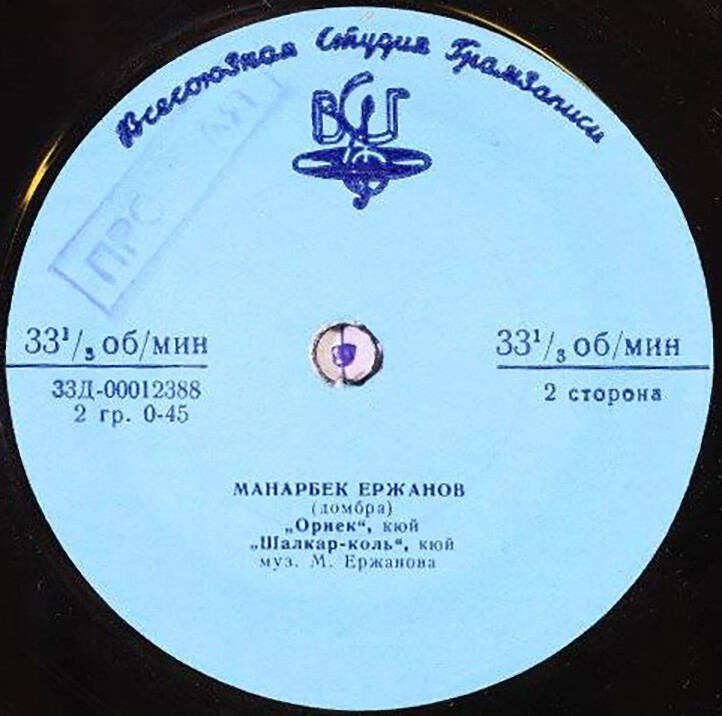 Всесоюзная Студия Грамзаписи
ВСГ
33¹/₃ об/мин
33Д-00012388
2 гр. 0-45
33¹/₃ об/мин
2 сторона
МАНАРБЕК ЕРЖАНОВ
(домбра)
„Орнек“, кюй
„Шалкар-коль“, кюй
муз. М. Ержанова